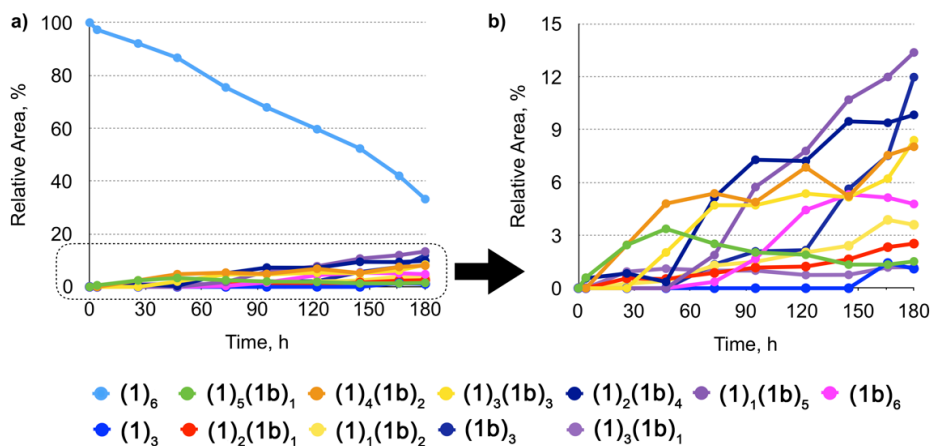 a)
Relative Area, %
100
80
60
40
20
0
0 30 60 90 120 150 180
Time, h
b)
Relative Area, %
15
12
9
6
3
0
0 30 60 90 120 150 180
Time, h
(1)₆ (1)₅(1b)₁ (1)₄(1b)₂ (1)₃(1b)₃ (1)₂(1b)₄ (1)₁(1b)₅ (1b)₆
(1)₃ (1)₂(1b)₁ (1)₁(1b)₂ (1b)₃ (1)₃(1b)₁